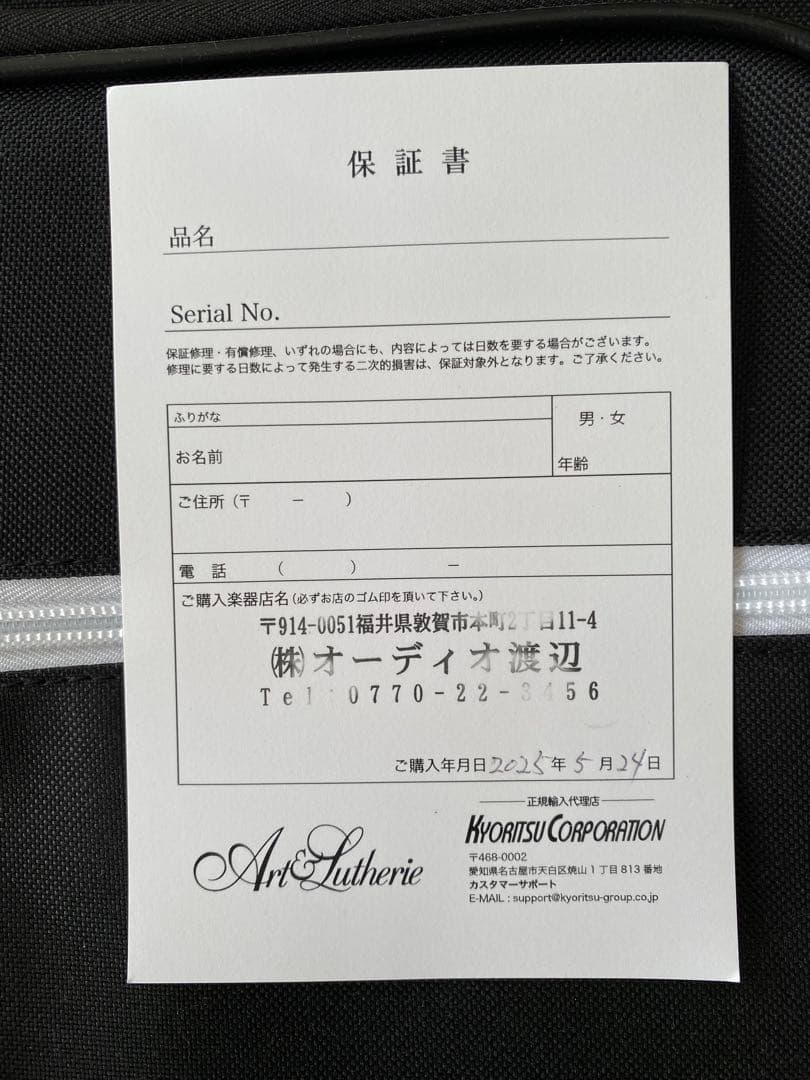 保証書
品名
Serial No.
保証修理・有償修理、いずれの場合にも、内容によっては日数を要する場合がございます。
修理に要する日数によって発生する二次的損害は、保証対象外となります。ご了承ください。
ふりがな
男・女
お名前
年齢
ご住所(〒　－　)
電話　(　)　－
ご購入楽器店名(必ずお店のゴム印を頂いて下さい。)
〒914-0051福井県敦賀市本町2丁目11-4
㈱オーディオ渡辺
Tel:0770-22-3456
ご購入年月日2025年5月24日
正規輸入代理店
KYORITSU CORPORATION
Art&Lutherie
〒468-0002
愛知県名古屋市天白区焼山1丁目813番地
カスタマーサポート
E-MAIL : support@kyoritsu-group.co.jp